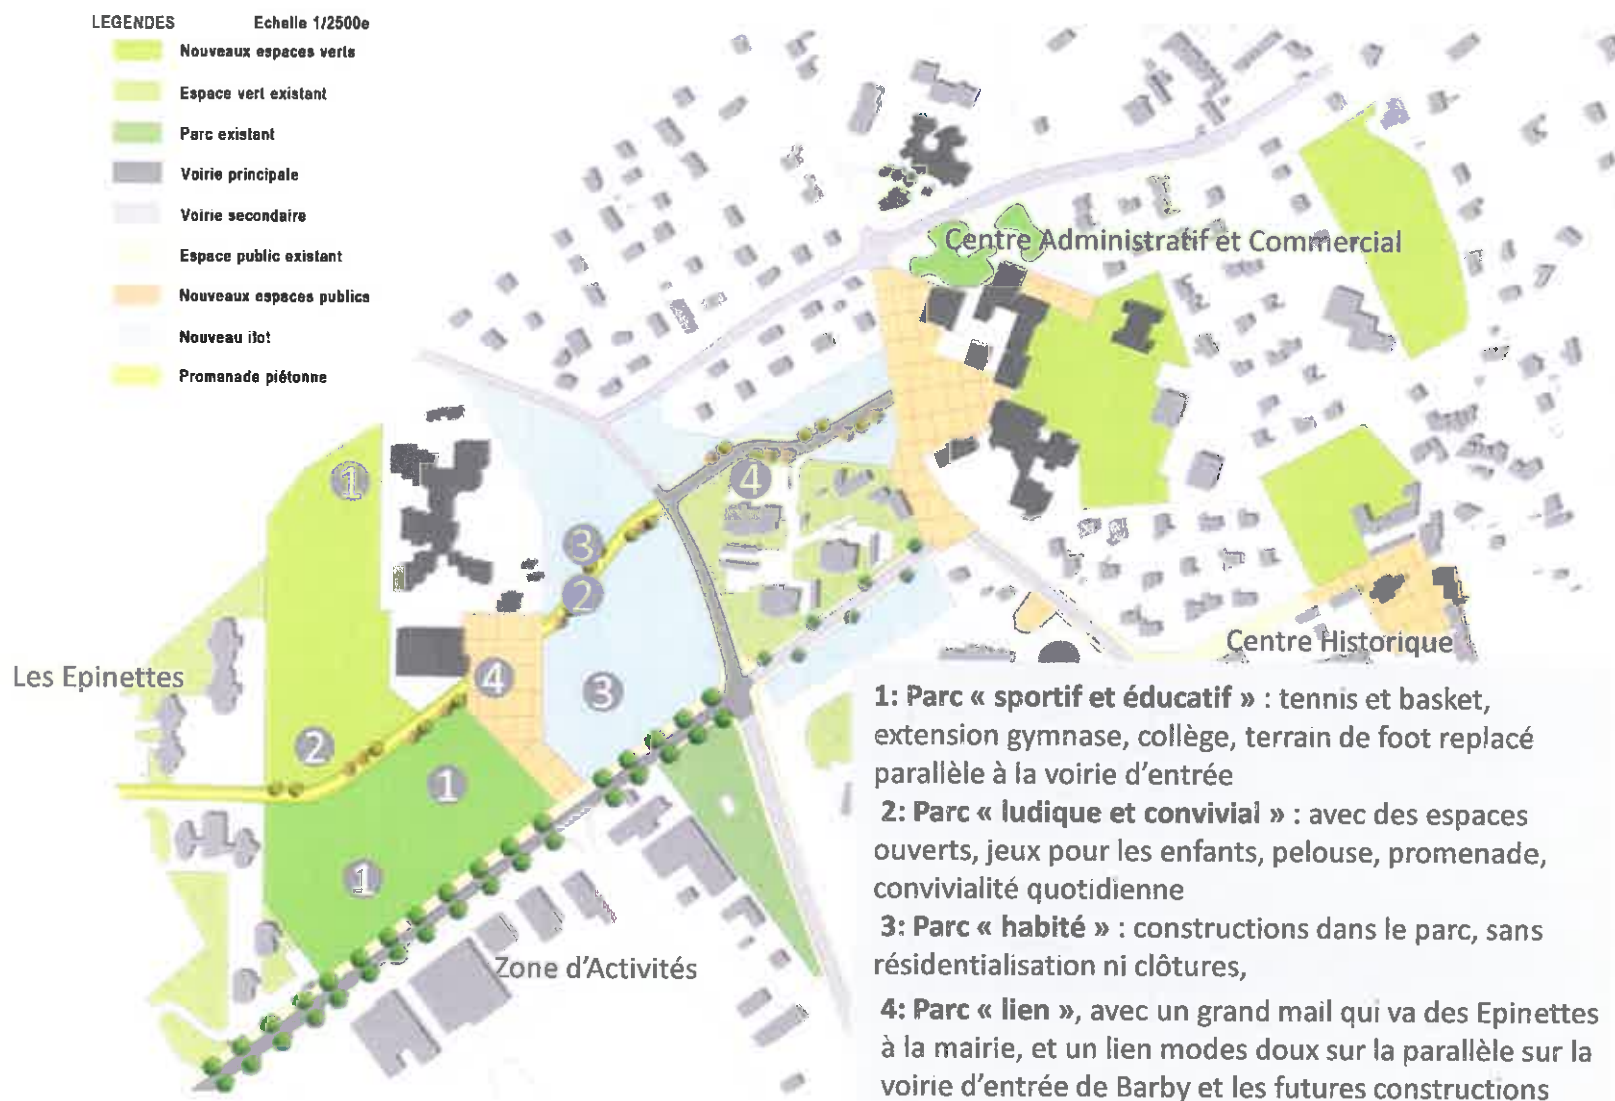 LEGENDES Echelle 1/2500e
Nouveaux espaces verts
Espace vert existant
Parc existant
Voirie principale
Voirie secondaire
Espace public existant
Nouveaux espaces publics
Nouveau ilot
Promanade piétonne
Centre Administratif et Commercial
1
4
3
2
Les Epinettes
4
3
2
1
1
Centre Historique
Zone d'Activités
1: Parc « sportif et éducatif » : tennis et basket,
extension gymnase, collège, terrain de foot replacé
parallèle à la voirie d'entrée
2: Parc « ludique et convivial » : avec des espaces
ouverts, jeux pour les enfants, pelouse, promenade,
convivialité quotidienne
3: Parc « habité » : constructions dans le parc, sans
résidentialisation ni clôtures,
4: Parc « lien », avec un grand mail qui va des Epinettes
à la mairie, et un lien modes doux sur la parallèle sur la
voirie d'entrée de Barby et les futures constructions